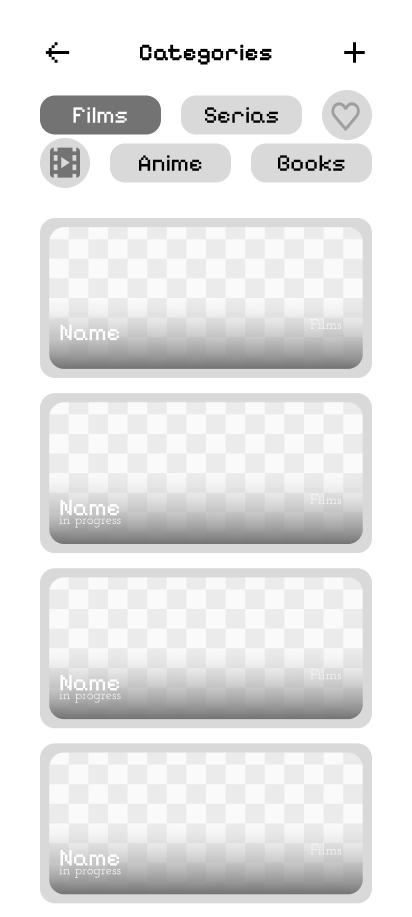 Categories
Films
Serias
Anime
Books
Films
Name
Films
Name
in progress
Films
Name
in progress
Films
Name
in progress